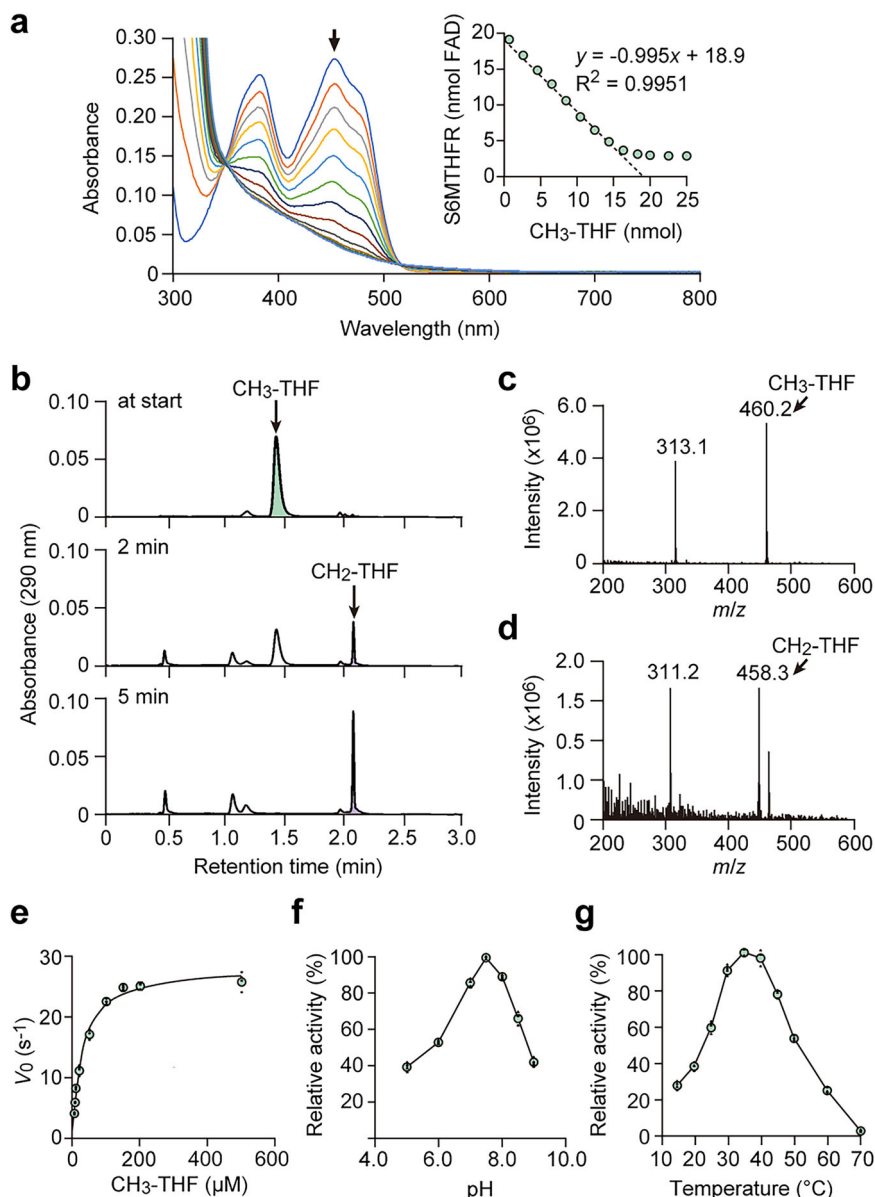 a
0.30
0.25
0.20
0.15
0.10
0.05
0
Absorbance
300 400 500 600 700 800
Wavelength (nm)
20
15
10
5
0
S6MTHFR (nmol FAD)
y = -0.995x + 18.9
R² = 0.9951
0 5 10 15 20 25
CH₃-THF (nmol)
b
Absorbance (290 nm)
at start
CH₃-THF
0.10
0.05
0
2 min
CH₂-THF
0.10
0.05
0
5 min
0.10
0.05
0
0 0.5 1.0 1.5 2.0 2.5 3.0
Retention time (min)
c
CH₃-THF
460.2
313.1
6.0
4.0
2.0
0
Intensity (x10⁶)
200 300 400 500 600
m/z
d
CH₂-THF
458.3
311.2
2.0
1.5
0.5
1.0
0
Intensity (x10⁶)
200 300 400 500 600
m/z
e
30
20
10
0
V₀ (s⁻¹)
0 200 400 600
CH₃-THF (µM)
f
100
80
60
40
20
Relative activity (%)
4.0 6.0 8.0 10.0
pH
g
100
80
60
40
20
0
Relative activity (%)
10 20 30 40 50 60 70
Temperature (°C)